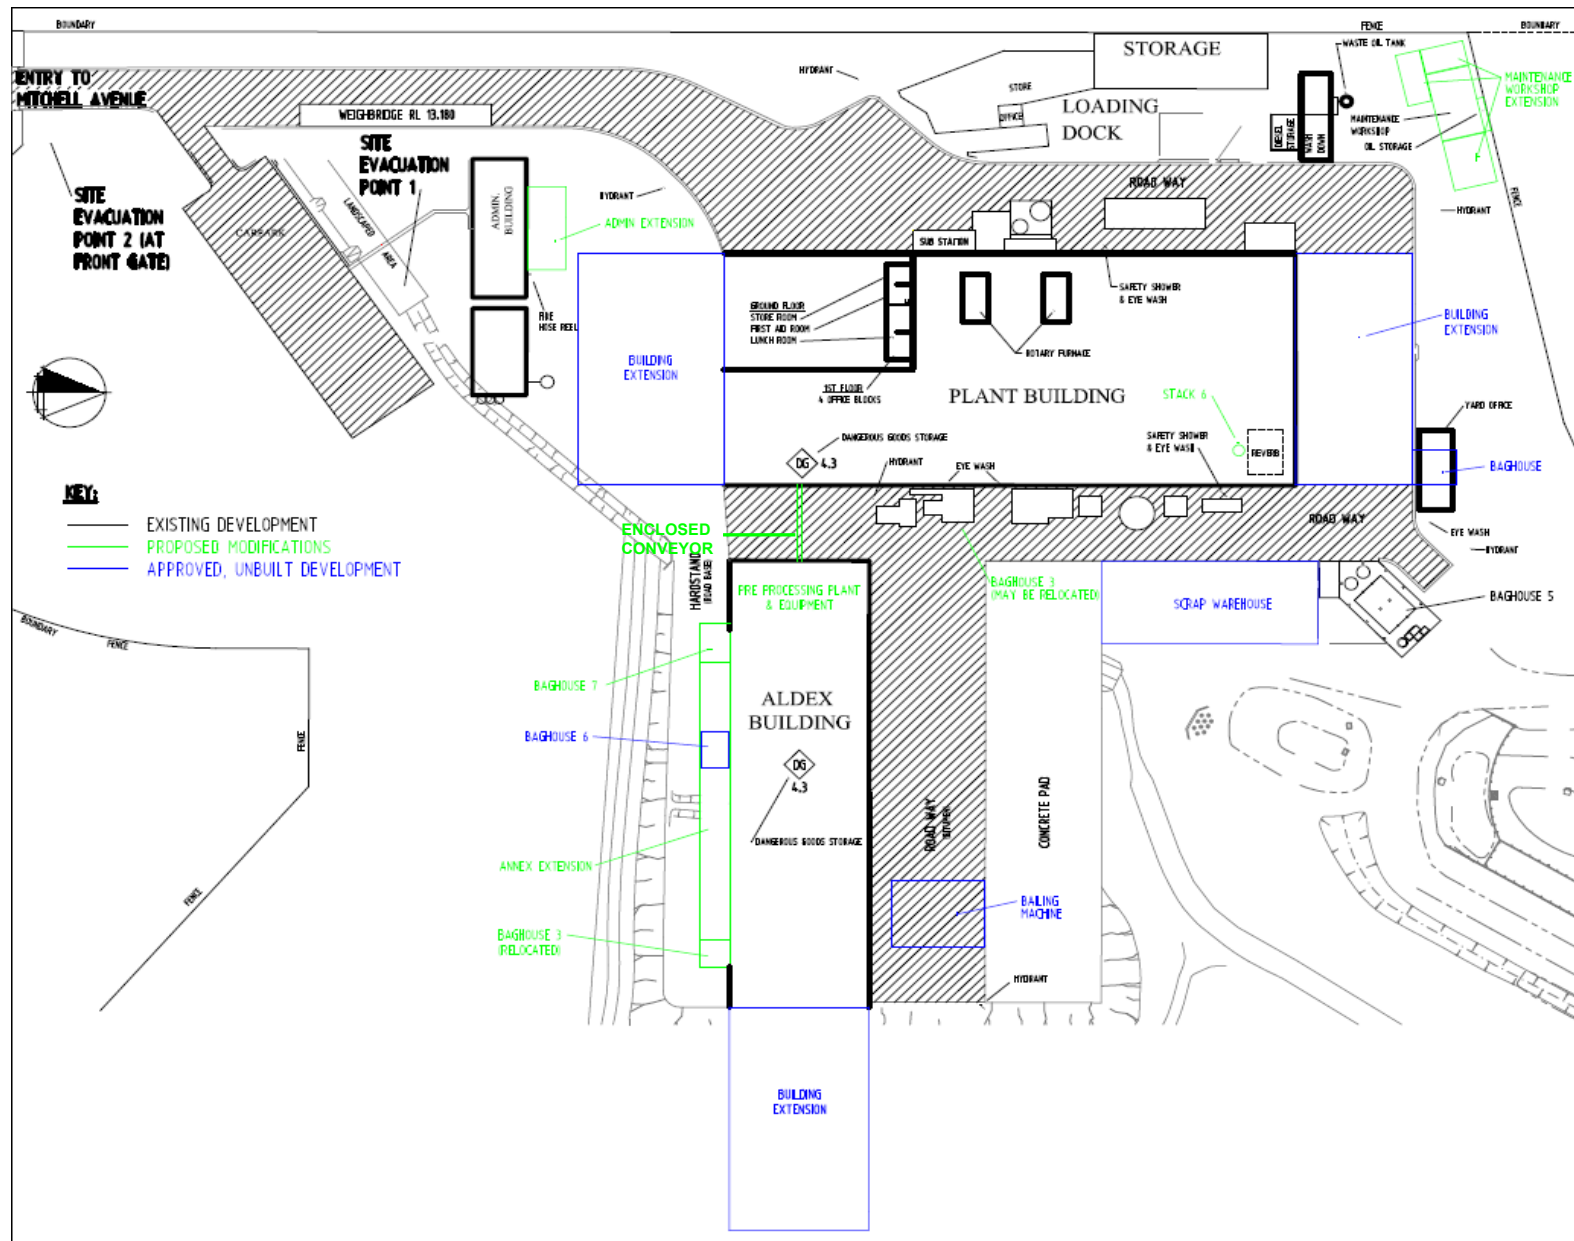 BOUNDARY
FENCE
BOUNDARY
ENTRY TO
MITCHELL AVENUE
HYDRANT
STORAGE
WASTE OIL TANK
STORE
OFFICE
LOADING
DOCK
DIESEL
STORAGE
WASH
DOWN
MAINTENANCE
WORKSHOP
OIL STORAGE
MAINTENANCE
WORKSHOP
EXTENSION
WEIGHBRIDGE RL 13.180
SITE
EVACUATION
POINT 1
SITE
EVACUATION
POINT 2 (AT
FRONT GATE)
CARPARK
LANDSCAPED
AREA
ADMIN.
BUILDING
HYDRANT
ADMIN EXTENSION
ROAD WAY
FENCE
HYDRANT
SUB STATION
FIRE
HOSE REEL
GROUND FLOOR
STORE ROOM
FIRST AID ROOM
LUNCH ROOM
SAFETY SHOWER
& EYE WASH
ROTARY FURNACE
BUILDING
EXTENSION
BUILDING
EXTENSION
1ST FLOOR
4 OFFICE BLOCKS
PLANT BUILDING
STACK 6
YARD OFFICE
DANGEROUS GOODS STORAGE
SAFETY SHOWER
& EYE WASH
REVERB
DG 4.3
HYDRANT
EYE WASH
BAGHOUSE
KEY:
EXISTING DEVELOPMENT
PROPOSED MODIFICATIONS
APPROVED, UNBUILT DEVELOPMENT
ENCLOSED
CONVEYOR
ROAD WAY
EYE WASH
HYDRANT
HARDSTAND
(ROAD BASE)
PRE PROCESSING PLANT
& EQUIPMENT
BAGHOUSE 3
(MAY BE RELOCATED)
SCRAP WAREHOUSE
BAGHOUSE 5
BOUNDARY
FENCE
BAGHOUSE 7
ALDEX
BUILDING
BAGHOUSE 6
FENCE
DG
4.3
DANGEROUS GOODS STORAGE
ROAD WAY
(BITUMEN)
CONCRETE PAD
ANNEX EXTENSION
FENCE
BAILING
MACHINE
BAGHOUSE 3
(RELOCATED)
HYDRANT
BUILDING
EXTENSION